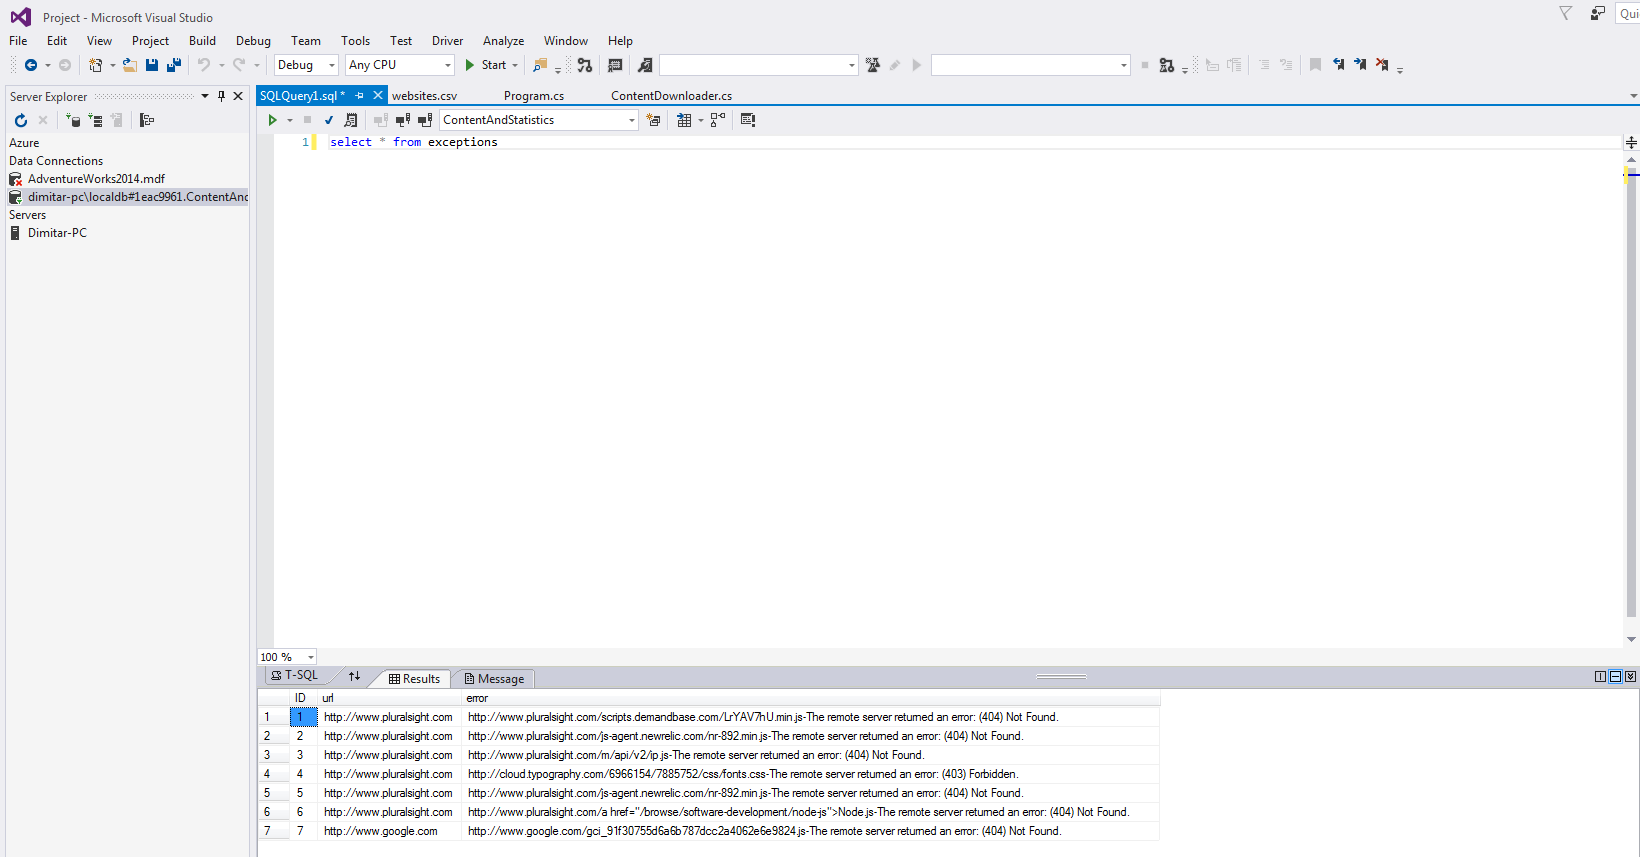 Project - Microsoft Visual Studio
Qui
File Edit View Project Build Debug Team Tools Test Driver Analyze Window Help
Debug Any CPU Start
Server Explorer
SQLQuery1.sql * websites.csv Program.cs ContentDownloader.cs
ContentAndStatistics
Azure
Data Connections
AdventureWorks2014.mdf
dimitar-pc\localdb#1eac9961.ContentAnd
Servers
Dimitar-PC
1 select * from exceptions
100 %
T-SQL Results Message
ID url error
1 1 http://www.pluralsight.com http://www.pluralsight.com/scripts.demandbase.com/LrYAV7hU.min.js-The remote server returned an error: (404) Not Found.
2 2 http://www.pluralsight.com http://www.pluralsight.com/js-agent.newrelic.com/nr-892.min.js-The remote server returned an error: (404) Not Found.
3 3 http://www.pluralsight.com http://www.pluralsight.com/m/api/v2/ip.js-The remote server returned an error: (404) Not Found.
4 4 http://www.pluralsight.com http://cloud.typography.com/6966154/7885752/css/fonts.css-The remote server returned an error: (403) Forbidden.
5 5 http://www.pluralsight.com http://www.pluralsight.com/js-agent.newrelic.com/nr-892.min.js-The remote server returned an error: (404) Not Found.
6 6 http://www.pluralsight.com http://www.pluralsight.com/a href="/browse/software-development/node-js">Node.js-The remote server returned an error: (404) Not Found.
7 7 http://www.google.com http://www.google.com/gci_91f30755d6a6b787dcc2a4062e6e9824.js-The remote server returned an error: (404) Not Found.